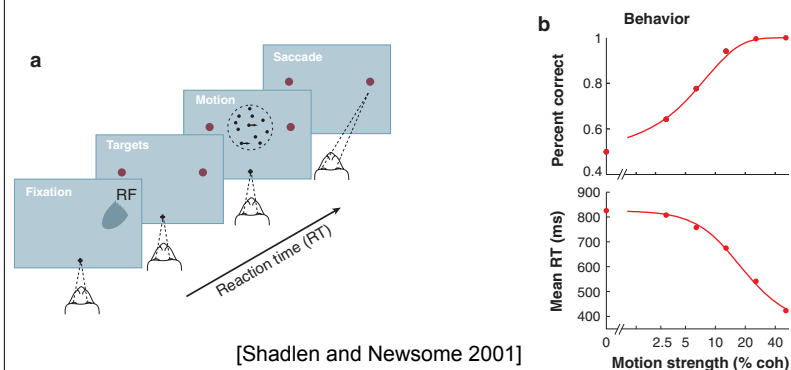 a
Fixation
RF
Targets
Motion
Saccade
Reaction time (RT)
[Shadlen and Newsome 2001]
b
Behavior
Percent correct
1
0.8
0.6
0.4
Mean RT (ms)
900
800
700
600
500
400
0 2.5 5 10 20 40
Motion strength (% coh)